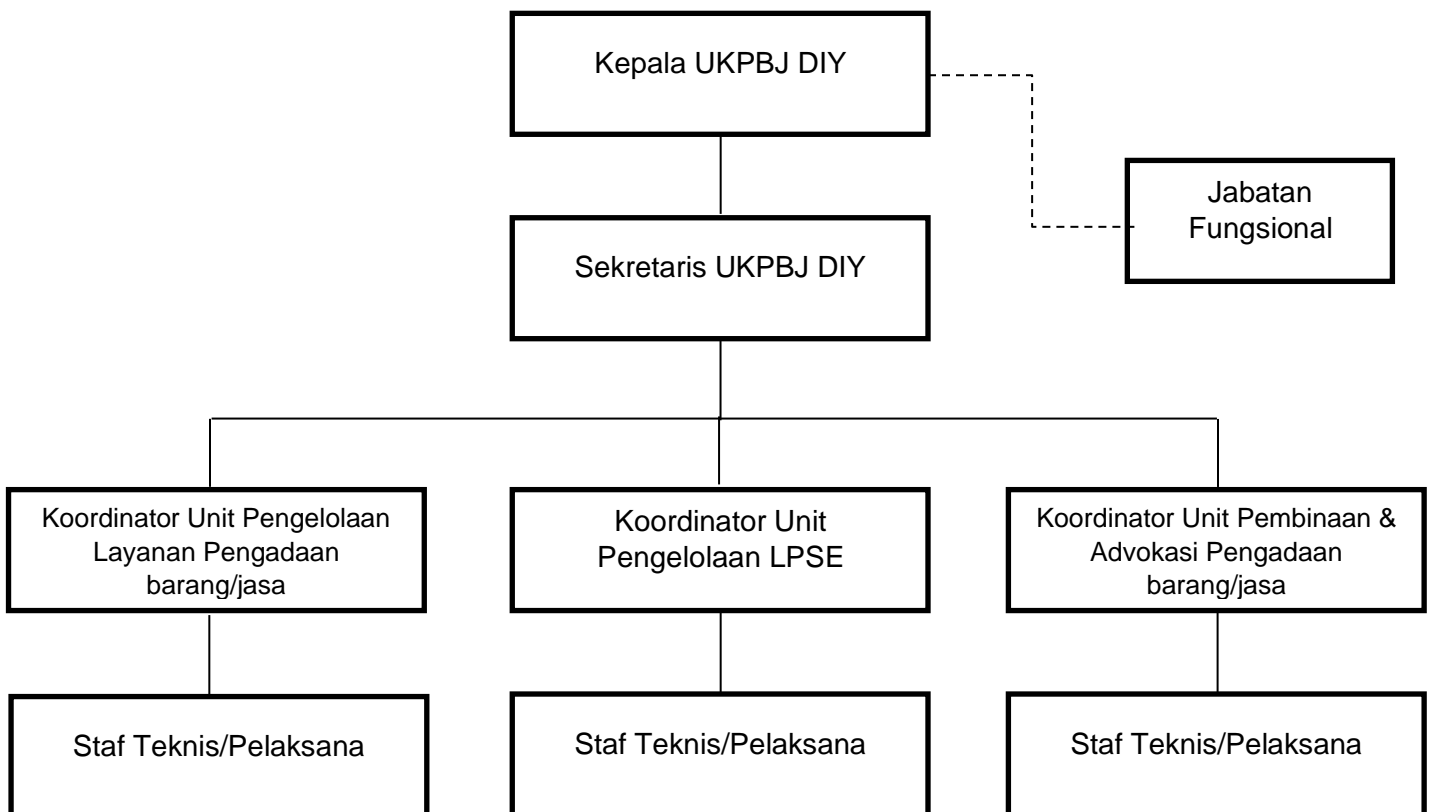 Kepala UKPBJ DIY
Jabatan
Fungsional
Sekretaris UKPBJ DIY
Koordinator Unit Pengelolaan
Layanan Pengadaan
barang/jasa
Koordinator Unit
Pengelolaan LPSE
Koordinator Unit Pembinaan &
Advokasi Pengadaan
barang/jasa
Staf Teknis/Pelaksana
Staf Teknis/Pelaksana
Staf Teknis/Pelaksana